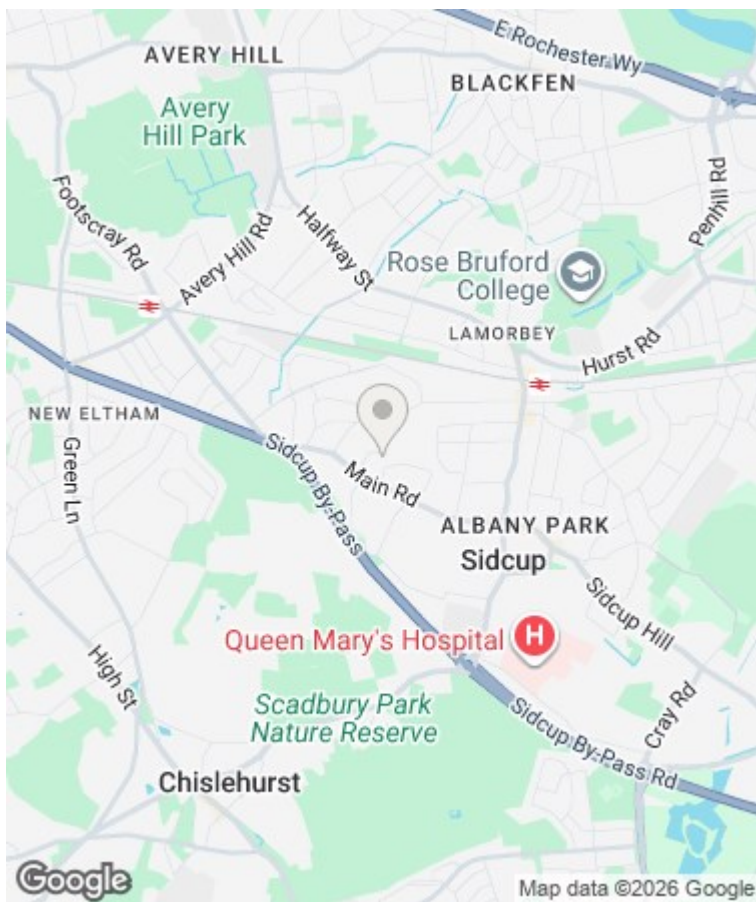 E Rochester Wy
AVERY HILL
BLACKFEN
Avery
Hill Park
Penhill Rd
Footscray Rd
Halfway St
Avery Hill Rd
Rose Bruford
College
LAMORBEY
Hurst Rd
NEW ELTHAM
Green Ln
Sidcup By-Pass
Main Rd
ALBANY PARK
Sidcup
Sidcup Hill
Queen Mary's Hospital
H
High St
Scadbury Park
Nature Reserve
Cray Rd
Sidcup By-Pass Rd
Chislehurst
Google
Map data ©2026 Google